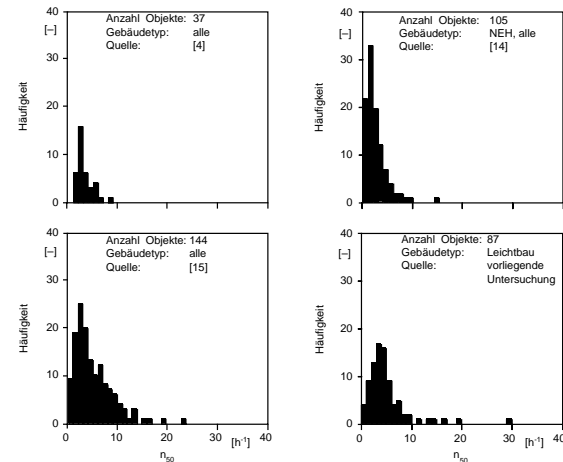 40
[–]
30
20
10
0
Häufigkeit
Anzahl Objekte: 37
Gebäudetyp: alle
Quelle: [4]
40
[–]
30
20
10
0
Häufigkeit
Anzahl Objekte: 105
Gebäudetyp: NEH, alle
Quelle: [14]
40
[–]
30
20
10
0
Häufigkeit
Anzahl Objekte: 144
Gebäudetyp: alle
Quelle: [15]
0 10 20 30 [h-1] 40
n50
40
[–]
30
20
10
0
Häufigkeit
Anzahl Objekte: 87
Gebäudetyp: Leichtbau
Quelle: vorliegende
Untersuchung
0 10 20 30 [h-1] 40
n50